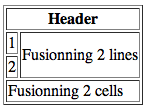 Header
1
Fusionning 2 lines
2
Fusionning 2 cells